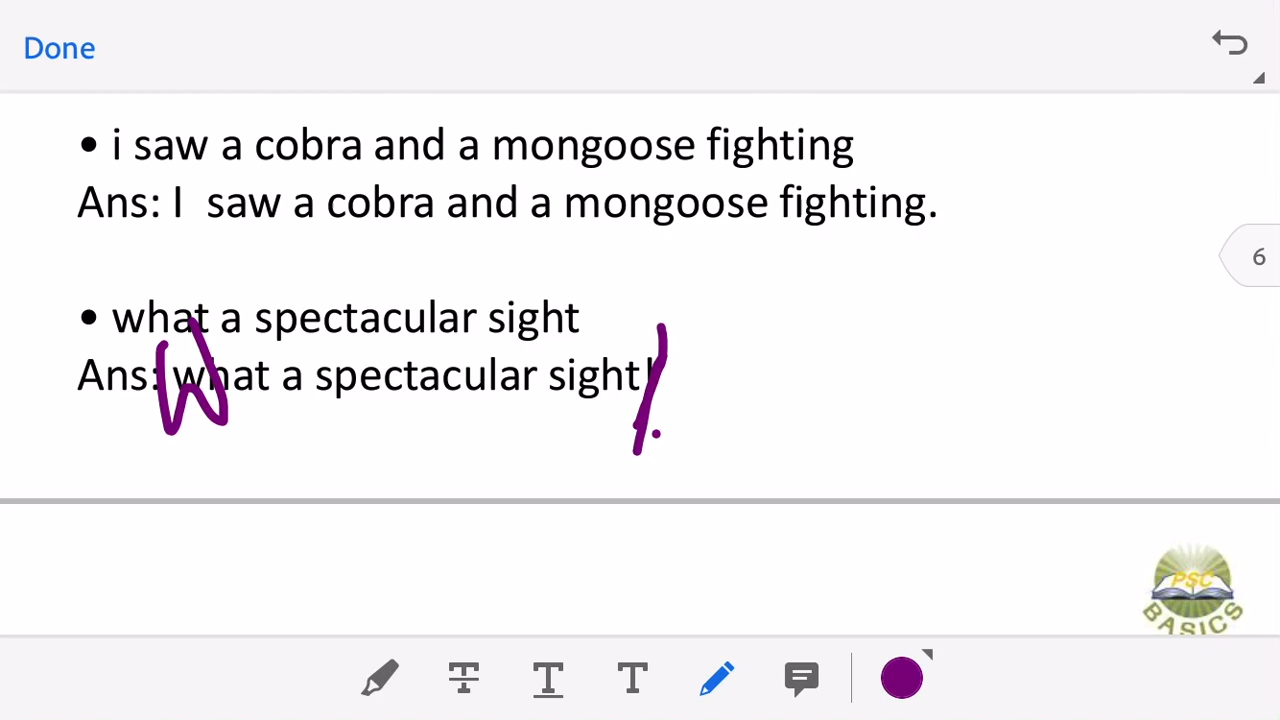 Done
• i saw a cobra and a mongoose fighting
Ans: I  saw a cobra and a mongoose fighting.
6
• what a spectacular sight
Ans: what a spectacular sight!
W !
PSC
BASICS
T T T